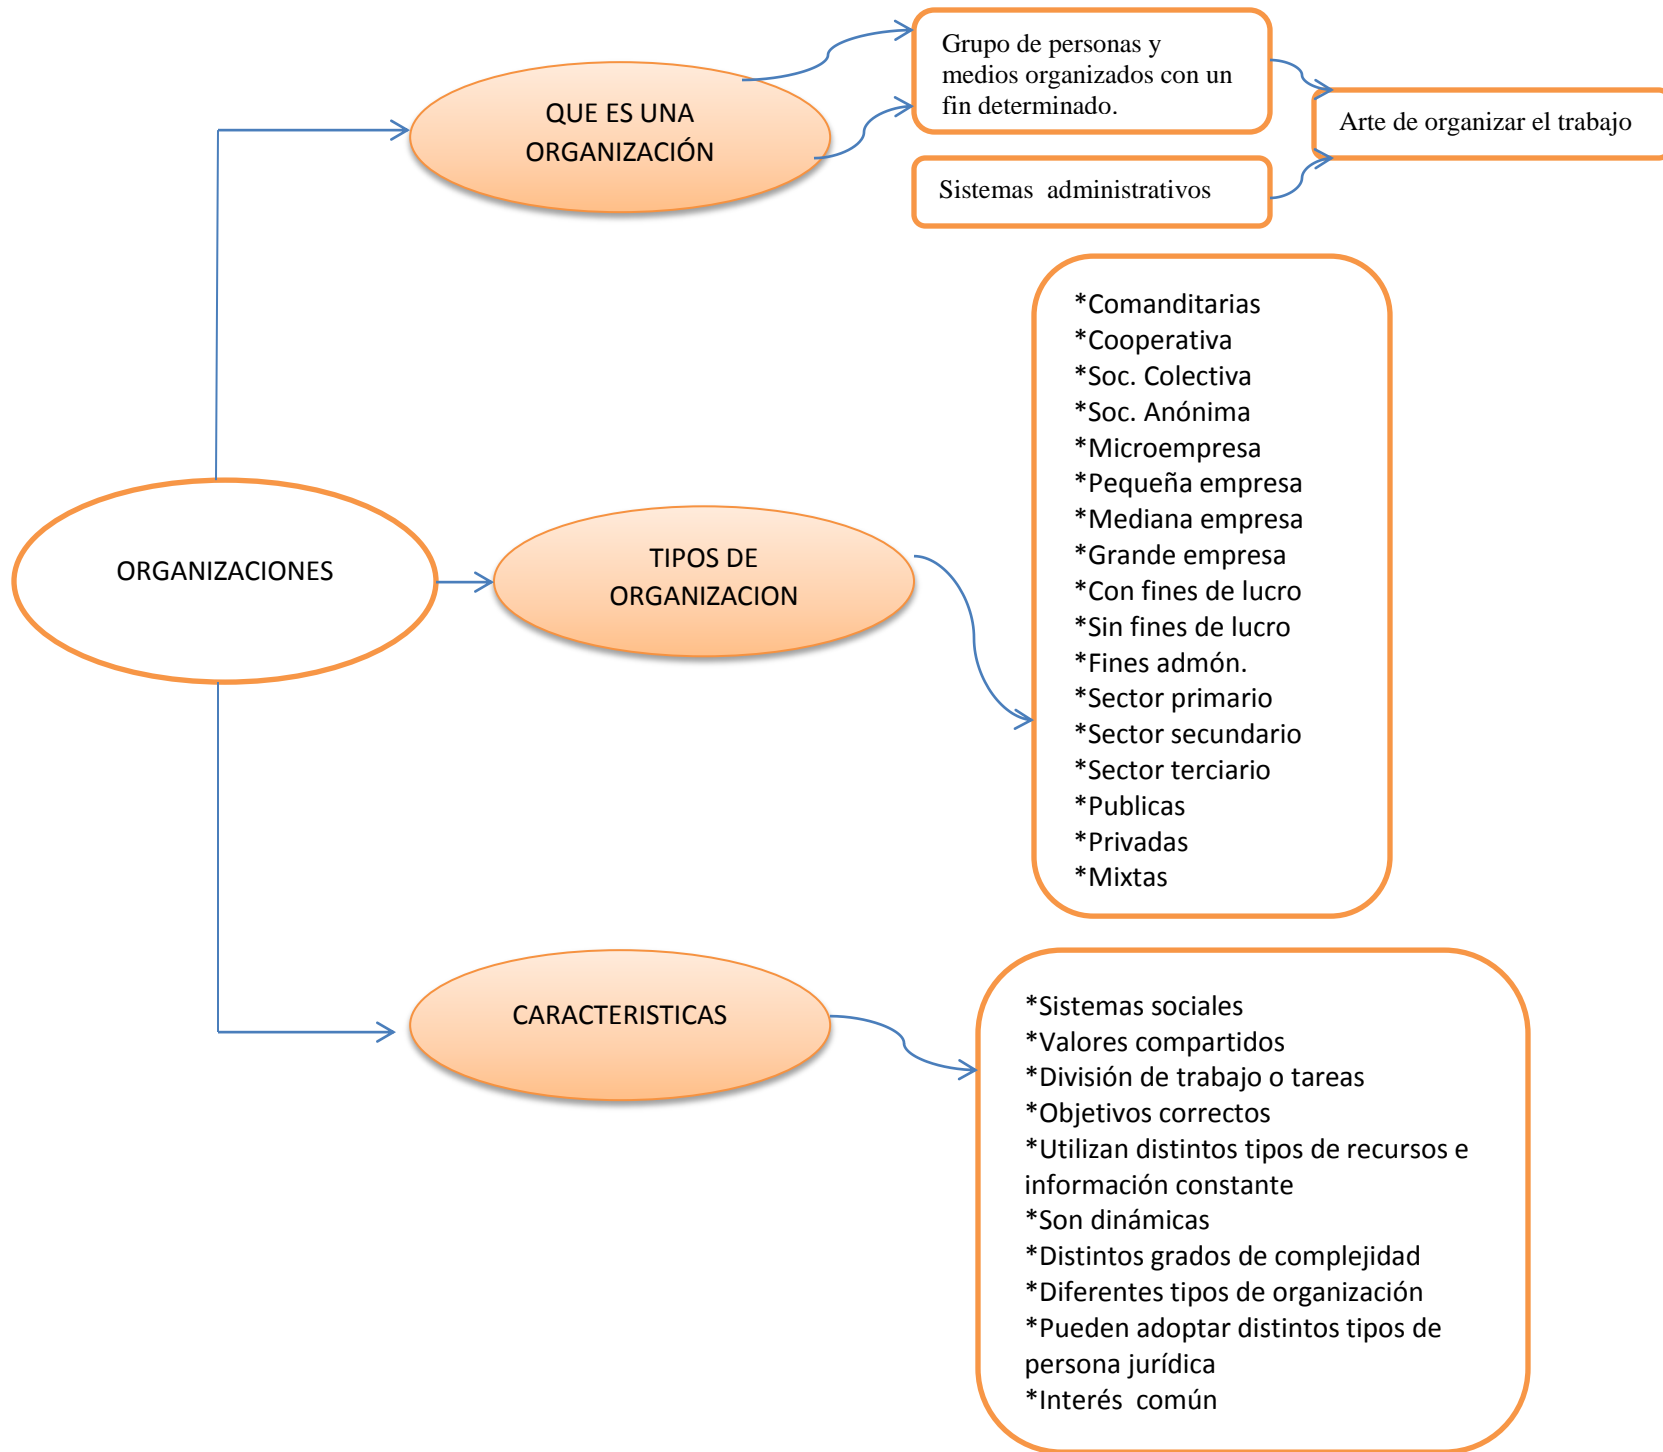 Grupo de personas y
medios organizados con un
fin determinado.
QUE ES UNA
ORGANIZACIÓN
Arte de organizar el trabajo
Sistemas  administrativos
*Comanditarias
*Cooperativa
*Soc. Colectiva
*Soc. Anónima
*Microempresa
*Pequeña empresa
*Mediana empresa
*Grande empresa
*Con fines de lucro
*Sin fines de lucro
*Fines admón.
*Sector primario
*Sector secundario
*Sector terciario
*Publicas
*Privadas
*Mixtas
ORGANIZACIONES
TIPOS DE
ORGANIZACION
CARACTERISTICAS
*Sistemas sociales
*Valores compartidos
*División de trabajo o tareas
*Objetivos correctos
*Utilizan distintos tipos de recursos e
información constante
*Son dinámicas
*Distintos grados de complejidad
*Diferentes tipos de organización
*Pueden adoptar distintos tipos de
persona jurídica
*Interés  común